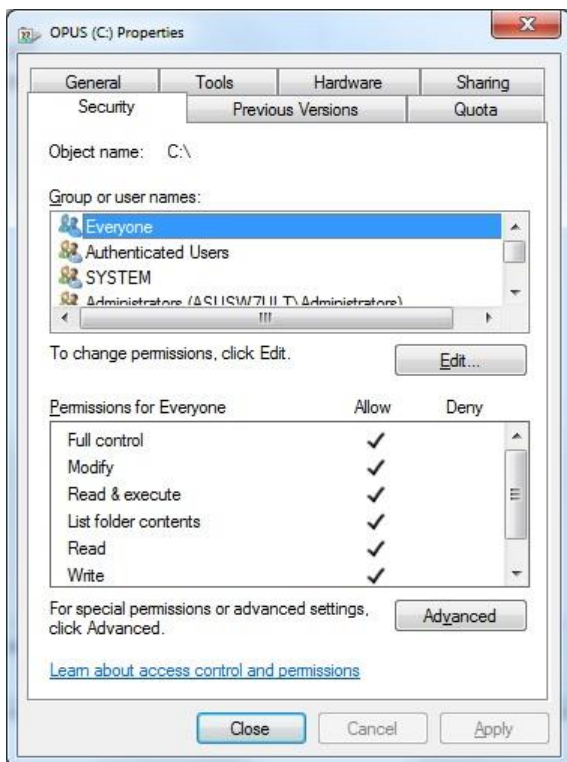 OPUS (C:) Properties
General Tools Hardware Sharing
Security Previous Versions Quota
Object name: C:\
Group or user names:
Everyone
Authenticated Users
SYSTEM
Administrators (ASUSW7ULT\Administrators)
To change permissions, click Edit.
Edit...
Permissions for Everyone Allow Deny
Full control
Modify
Read & execute
List folder contents
Read
Write
For special permissions or advanced settings,
click Advanced.
Advanced
Learn about access control and permissions
Close Cancel Apply